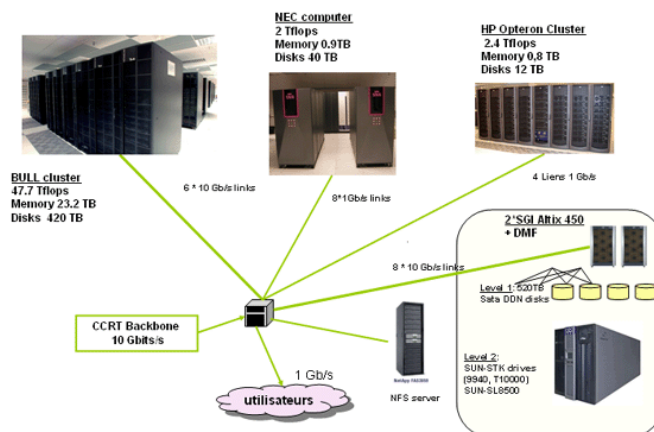 NEC computer
2 Tflops
Memory 0.9TB
Disks 40 TB
HP Opteron Cluster
2.4 Tflops
Memory 0,8 TB
Disks 12 TB
BULL cluster
47.7 Tflops
Memory 23.2 TB
Disks 420 TB
6 * 10 Gb/s links
8*1Gb/s links
4 Liens 1 Gb/s
2*SGI Altix 450
+ DMF
8 * 10 Gb/s links
Level 1: 520TB
Sata DDN disks
CCRT Backbone
10 Gbits/s
Level 2:
SUN-STK drives
(9940, T10000)
SUN-SL8500
1 Gb/s
utilisateurs
NFS server